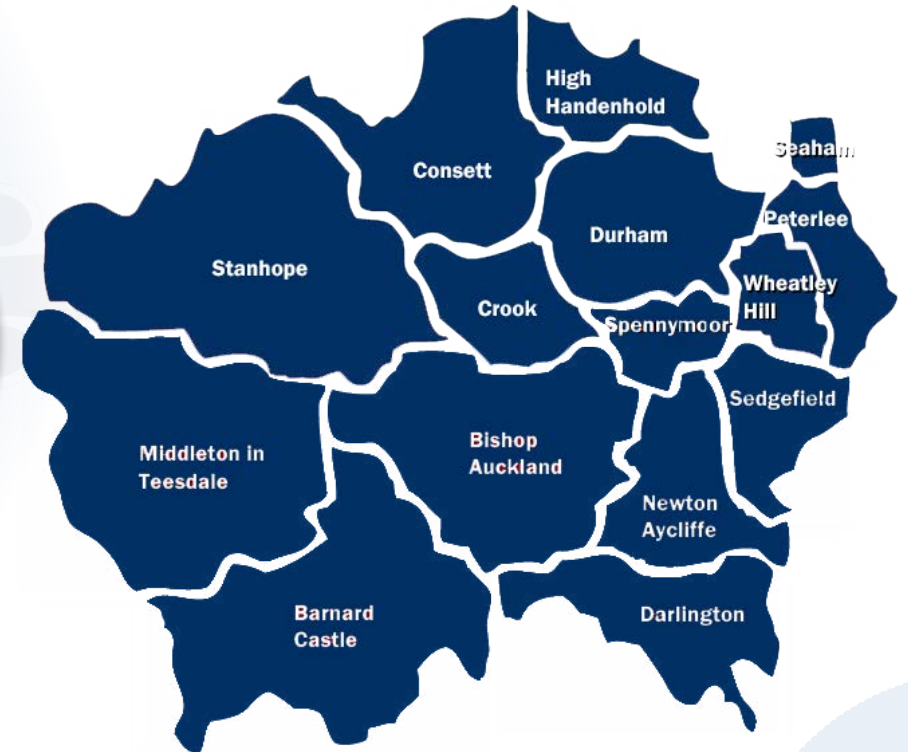 High
Handenhold
Seaham
Consett
Peterlee
Durham
Stanhope
Wheatley
Hill
Crook
Spennymoor
Sedgefield
Bishop
Auckland
Middleton in
Teesdale
Newton
Aycliffe
Barnard
Castle
Darlington